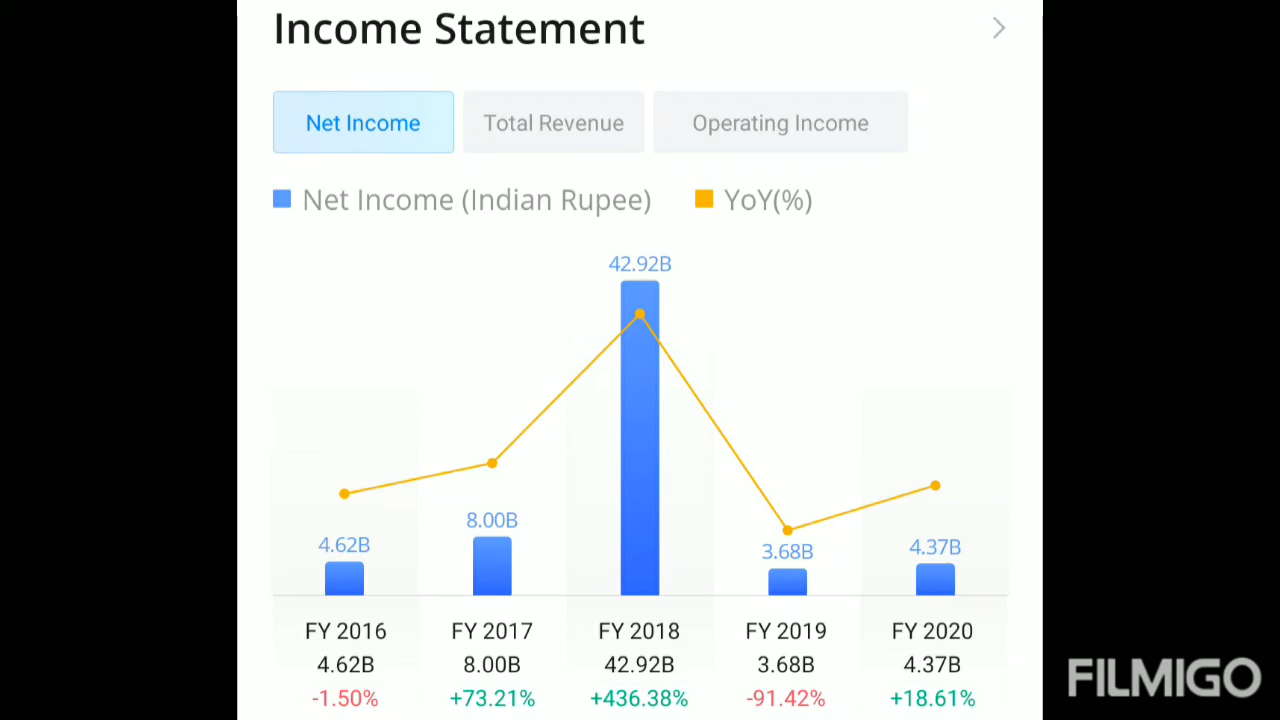 Income Statement
Net Income Total Revenue Operating Income
Net Income (Indian Rupee) YoY(%)
42.92B
8.00B
4.62B 3.68B 4.37B
FY 2016 FY 2017 FY 2018 FY 2019 FY 2020
4.62B 8.00B 42.92B 3.68B 4.37B
-1.50% +73.21% +436.38% -91.42% +18.61%
FILMIGO